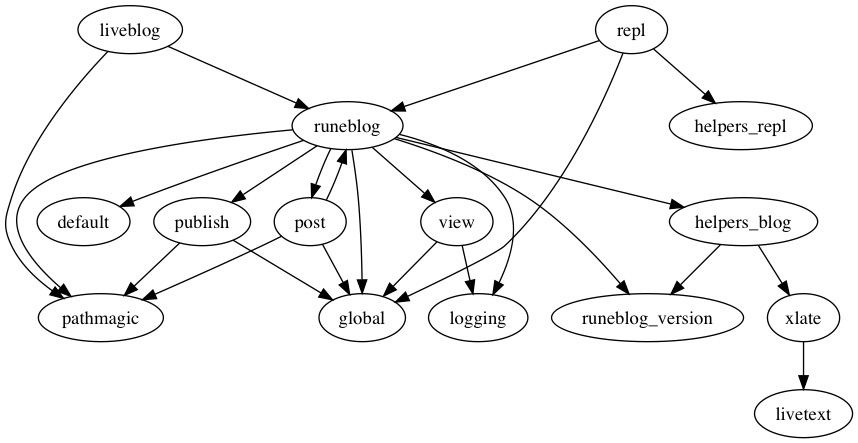 liveblog
repl
runeblog
helpers_repl
default
publish
post
view
helpers_blog
pathmagic
global
logging
runeblog_version
xlate
livetext